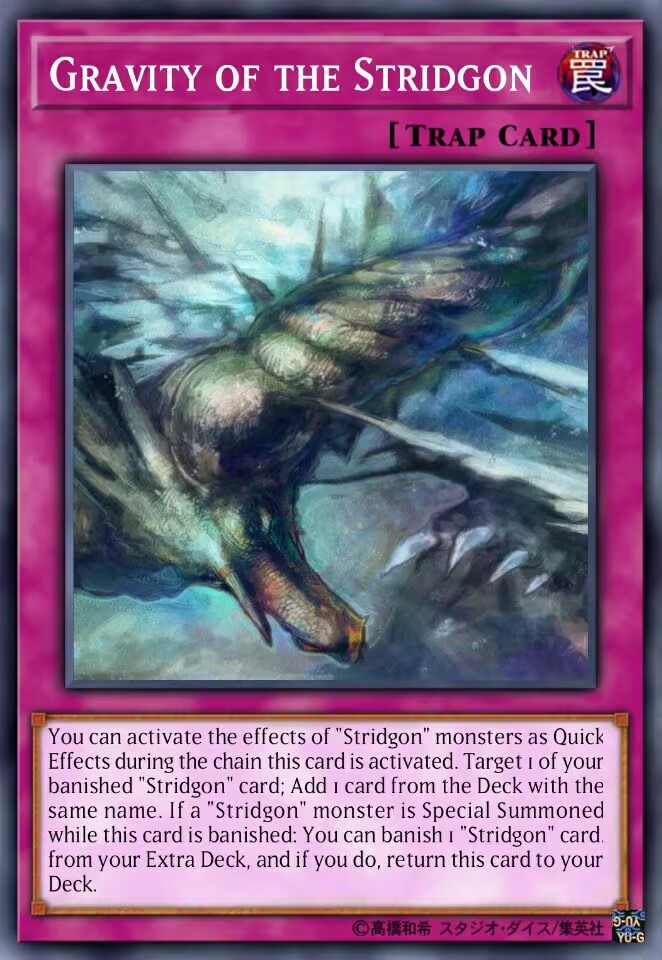 GRAVITY OF THE STRIDGON
TRAP
罠
[TRAP CARD]
You can activate the effects of "Stridgon" monsters as Quick
Effects during the chain this card is activated. Target 1 of your
banished "Stridgon" card; Add 1 card from the Deck with the
same name. If a "Stridgon" monster is Special Summoned
while this card is banished: You can banish 1 "Stridgon" card
from your Extra Deck, and if you do, return this card to your
Deck.
©高橋和希 スタジオ・ダイス/集英社
YU-G
YU-G